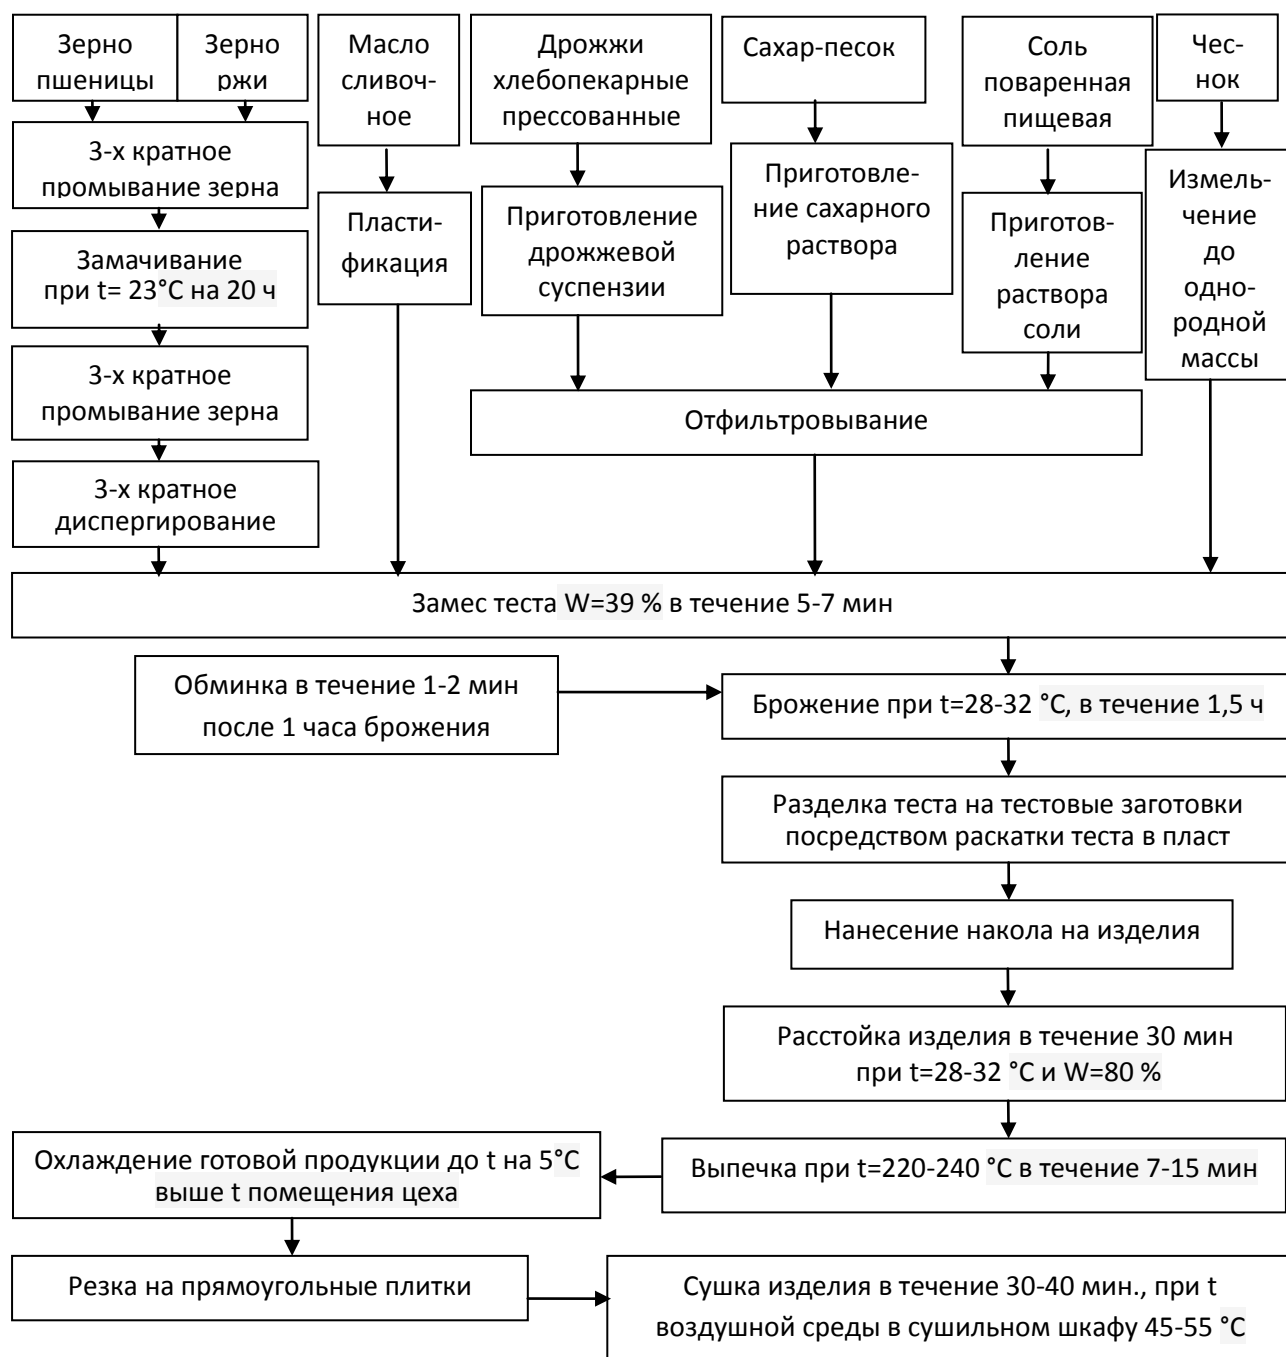 Зерно
пшеницы
Зерно
ржи
Масло
сливоч-
ное
Дрожжи
хлебопекарные
прессованные
Сахар-песок
Соль
поваренная
пищевая
Чес-
нок
3-х кратное
промывание зерна
Пласти-
фикация
Приготовление
дрожжевой
суспензии
Приготовле-
ние сахарного
раствора
Приготов-
ление
раствора
соли
Измель-
чение
до
одно-
родной
массы
Замачивание
при t= 23°С на 20 ч
3-х кратное
промывание зерна
Отфильтровывание
3-х кратное
диспергирование
Замес теста W=39 % в течение 5-7 мин
Обминка в течение 1-2 мин
после 1 часа брожения
Брожение при t=28-32 °С, в течение 1,5 ч
Разделка теста на тестовые заготовки
посредством раскатки теста в пласт
Нанесение накола на изделия
Расстойка изделия в течение 30 мин
при t=28-32 °С и W=80 %
Выпечка при t=220-240 °С в течение 7-15 мин
Охлаждение готовой продукции до t на 5°С
выше t помещения цеха
Резка на прямоугольные плитки
Сушка изделия в течение 30-40 мин., при t
воздушной среды в сушильном шкафу 45-55 °С